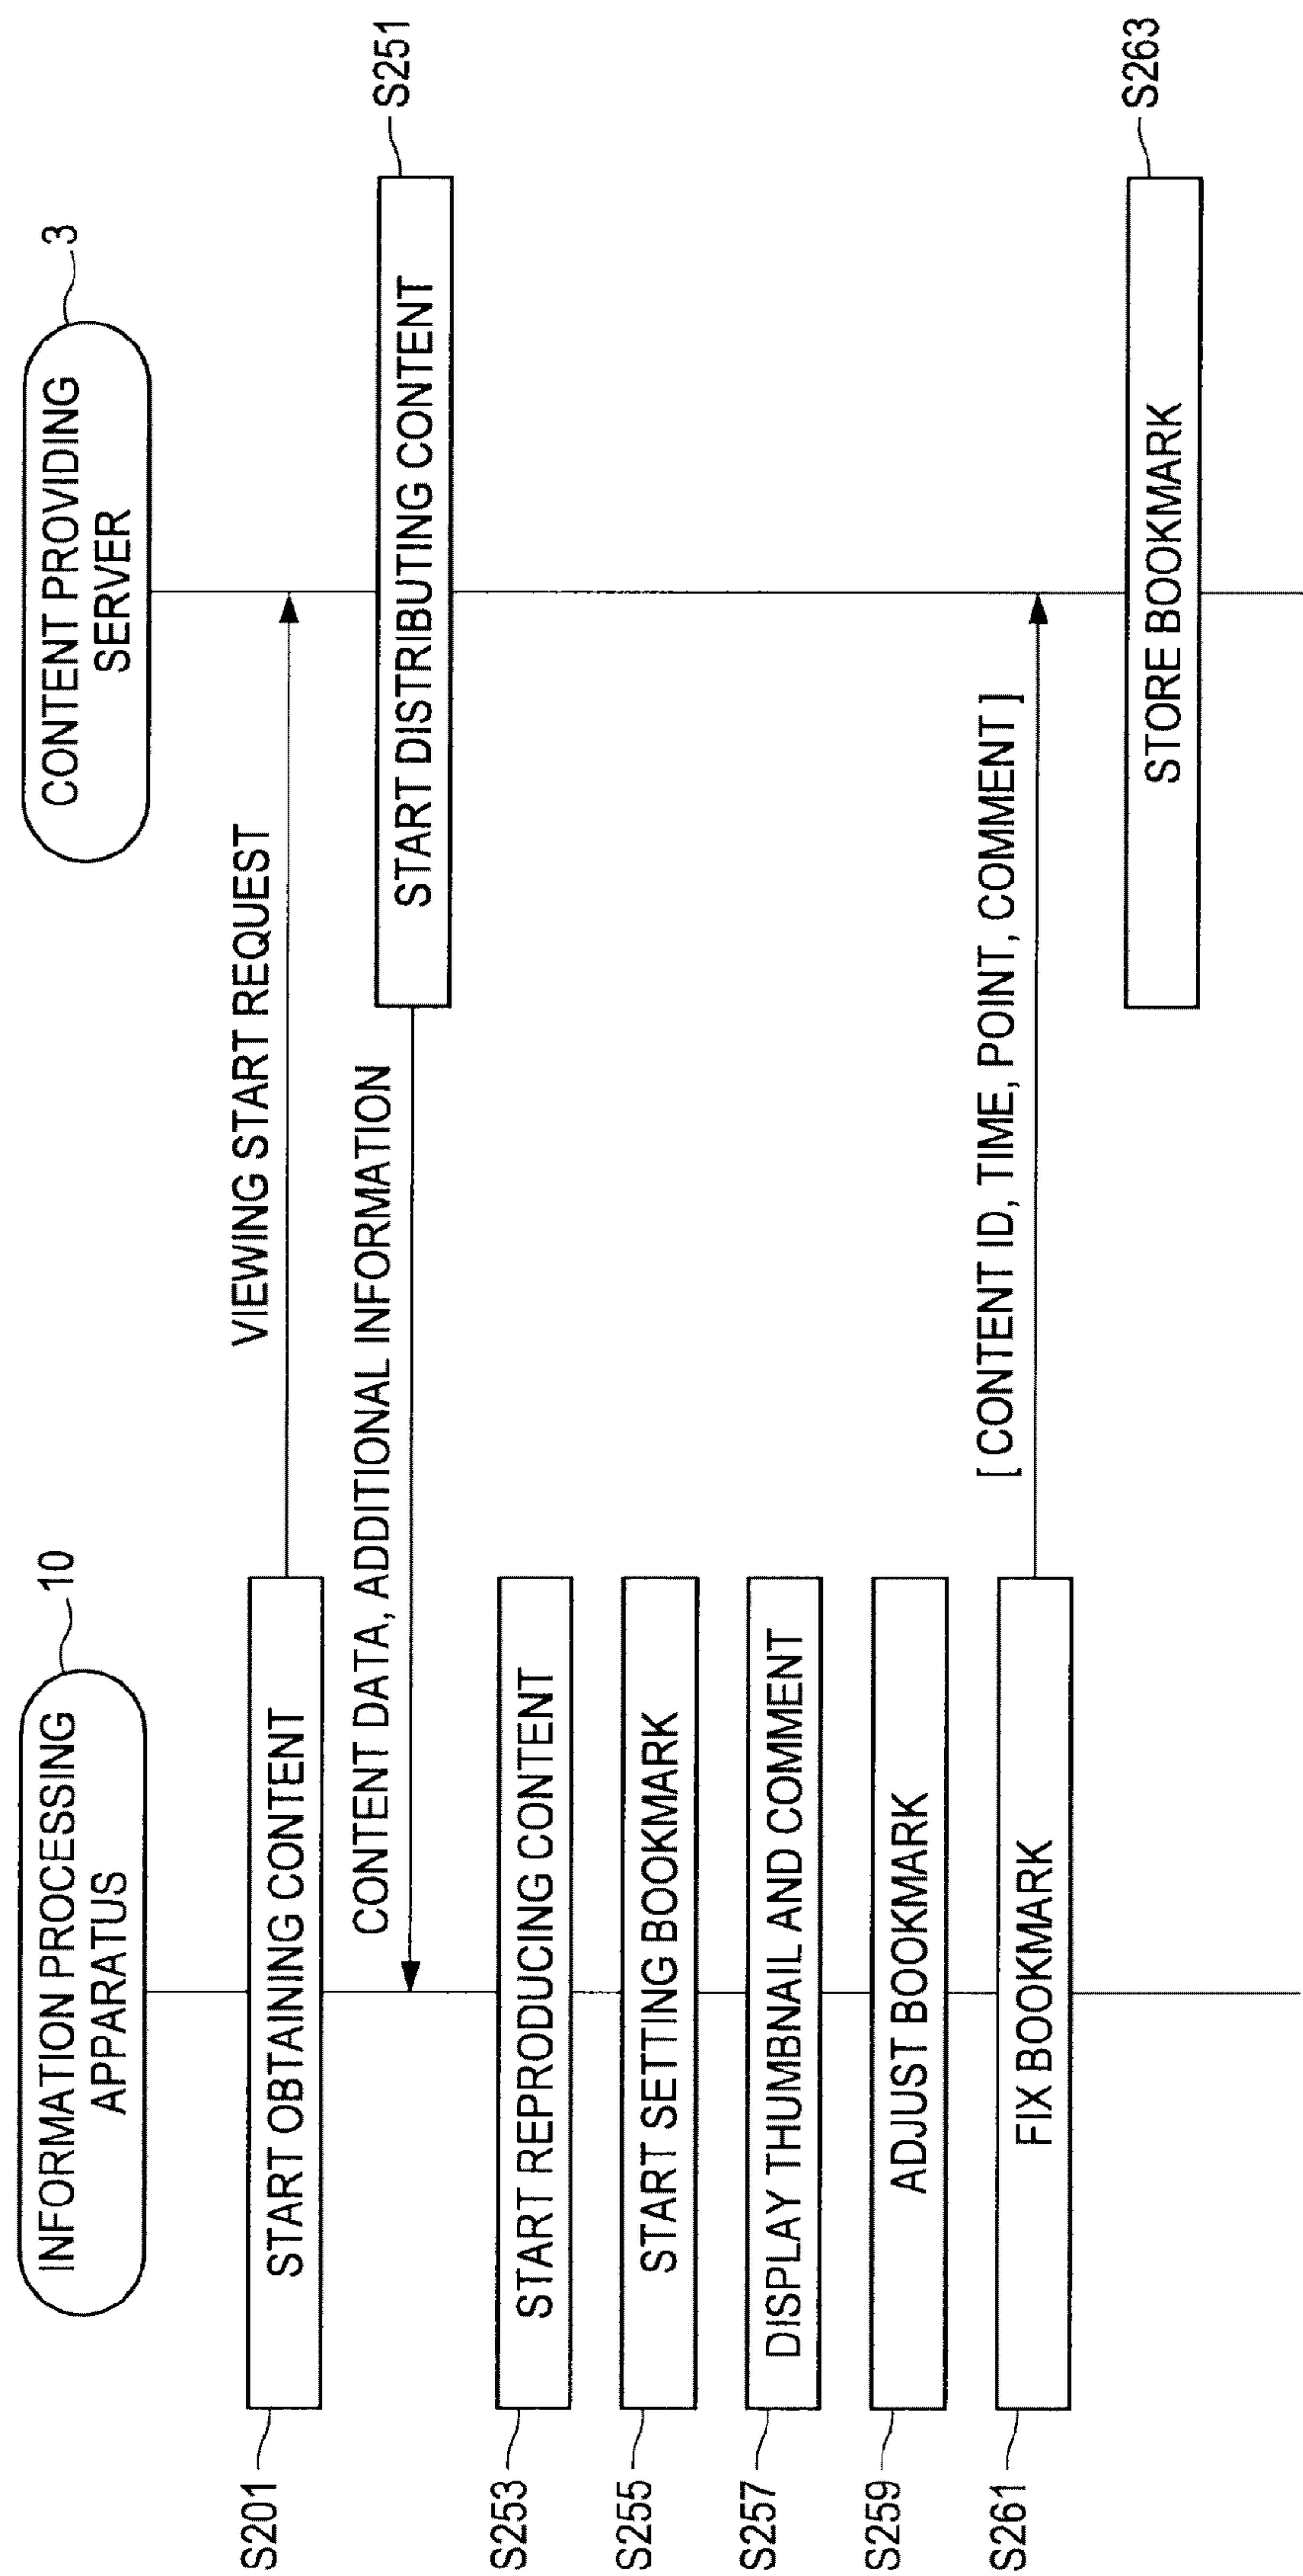 INFORMATION PROCESSING
APPARATUS
10
CONTENT PROVIDING
SERVER
3
S201
START OBTAINING CONTENT
VIEWING START REQUEST
CONTENT DATA, ADDITIONAL INFORMATION
START DISTRIBUTING CONTENT
S251
S253
START REPRODUCING CONTENT
S255
START SETTING BOOKMARK
S257
DISPLAY THUMBNAIL AND COMMENT
S259
ADJUST BOOKMARK
S261
FIX BOOKMARK
[ CONTENT ID, TIME, POINT, COMMENT ]
STORE BOOKMARK
S263